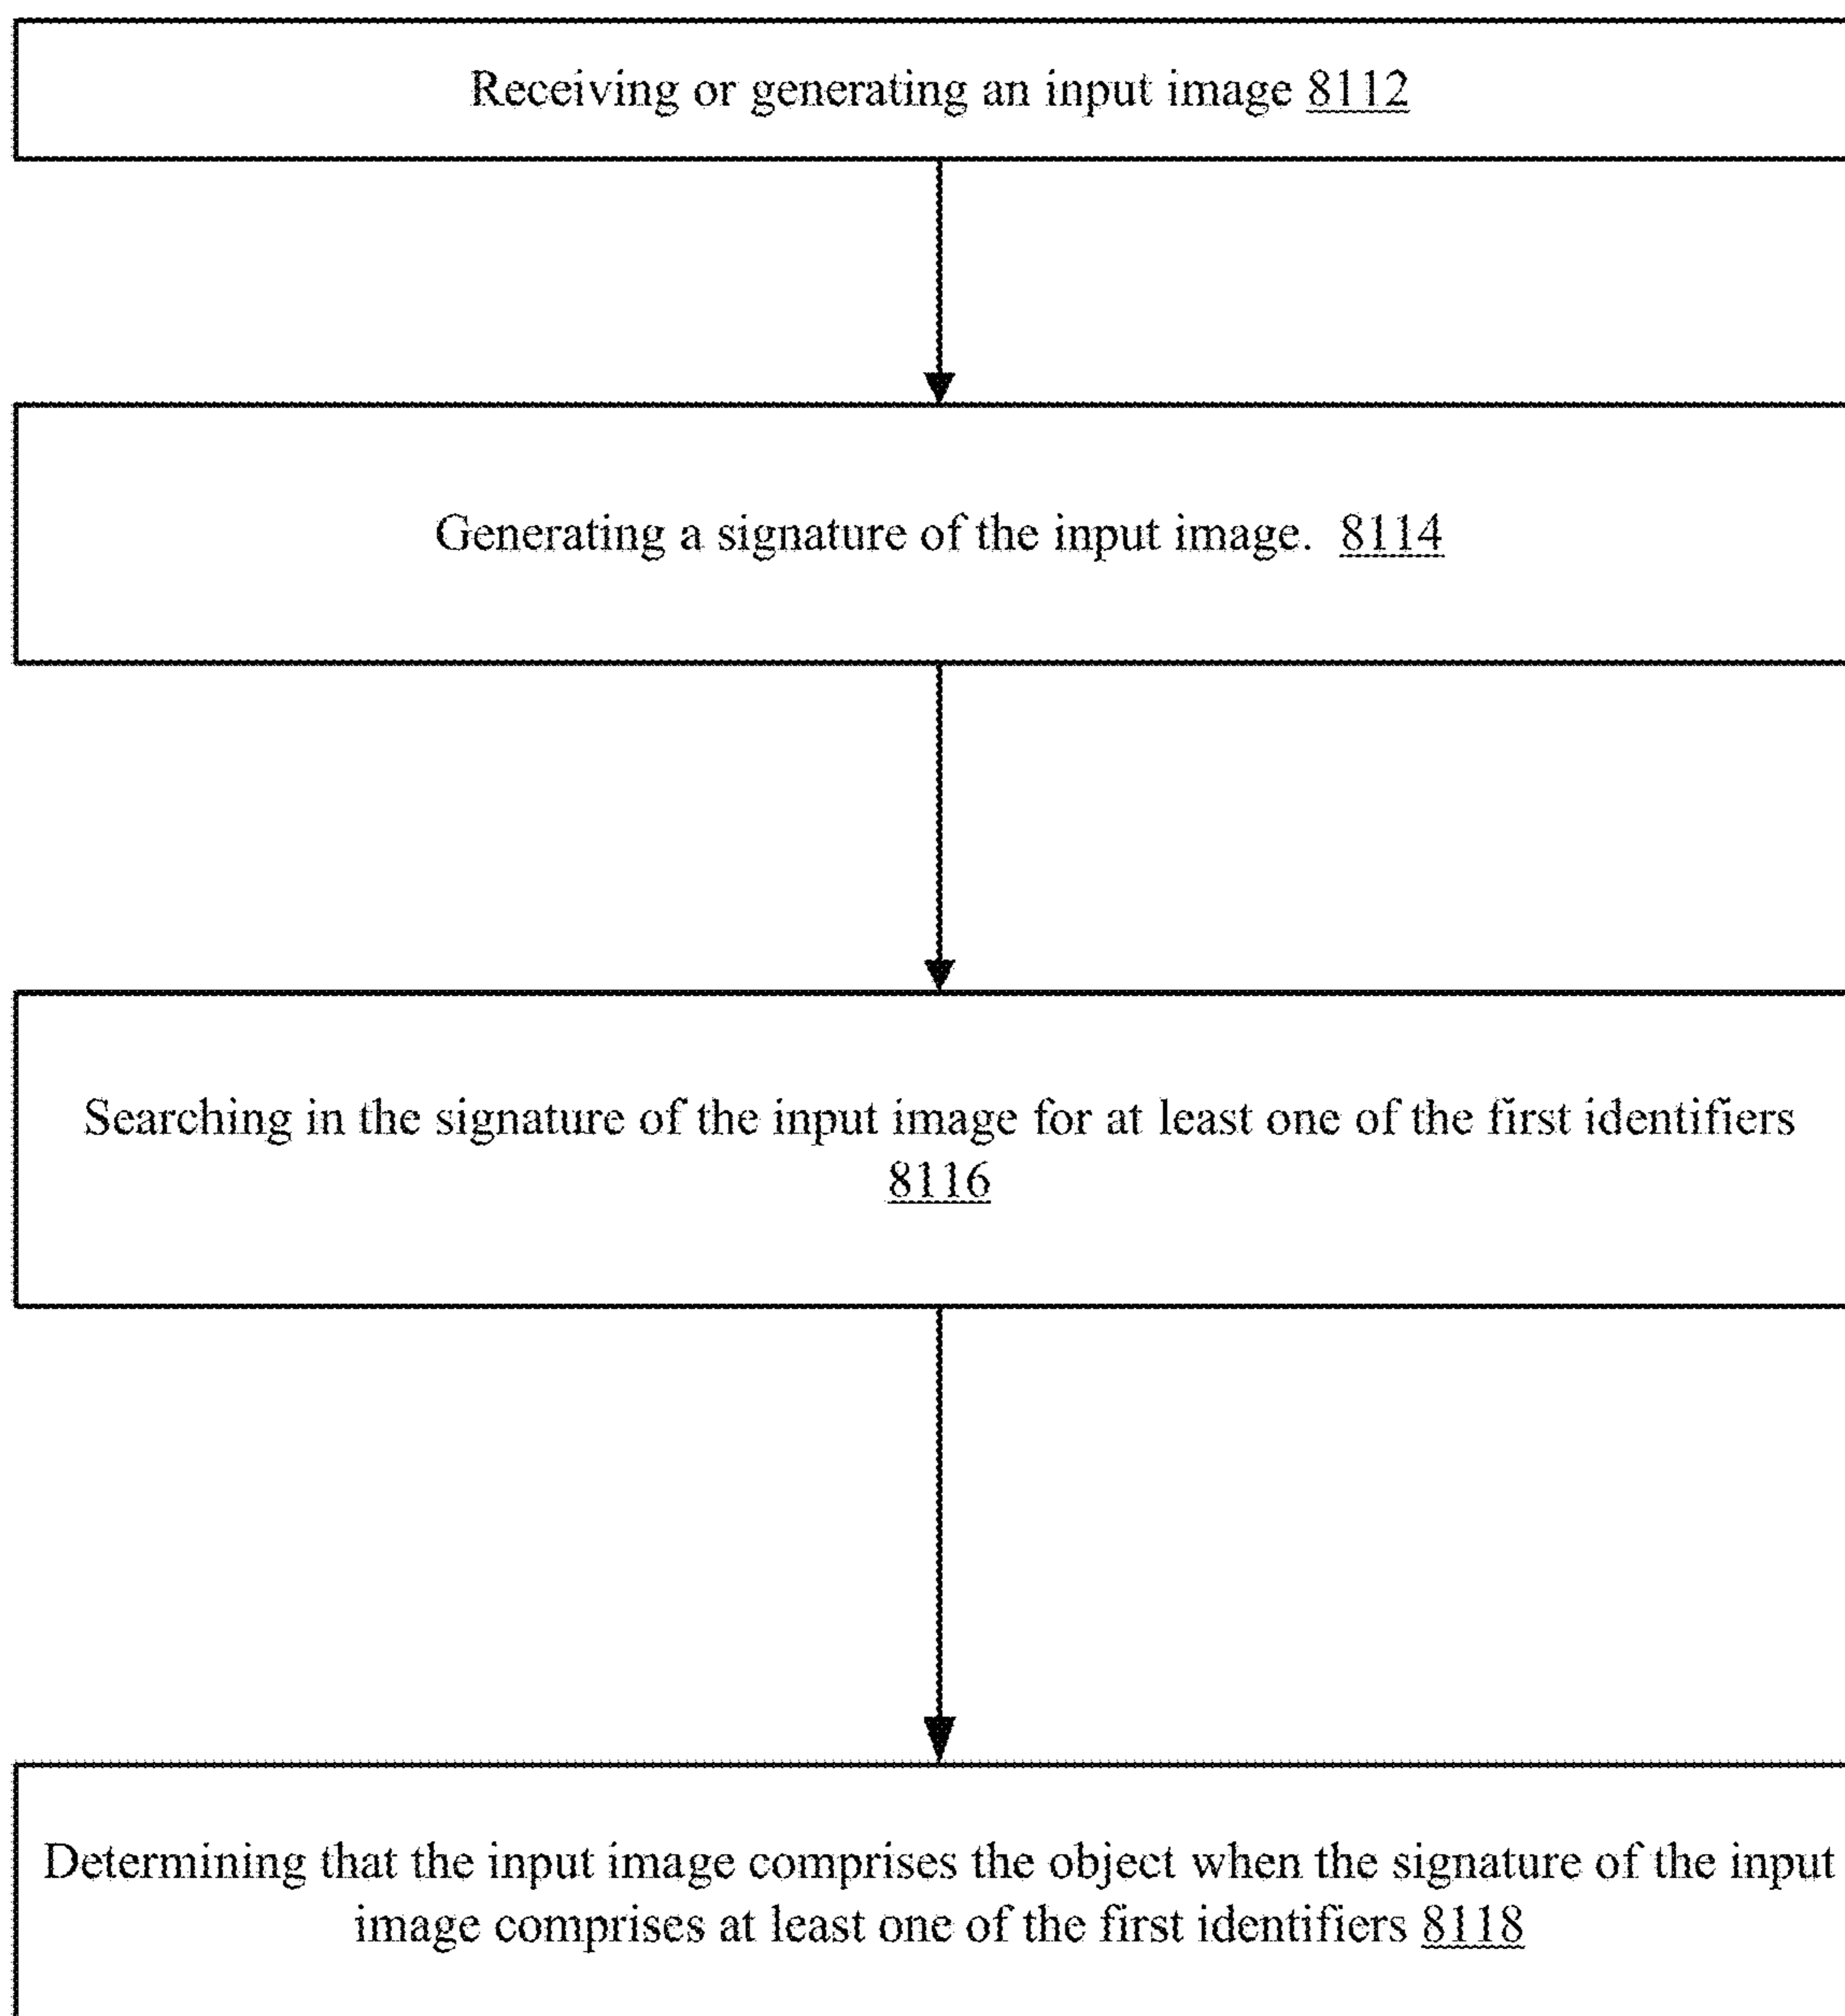 Receiving or generating an input image 8112
Generating a signature of the input image.  8114
Searching in the signature of the input image for at least one of the first identifiers
8116
Determining that the input image comprises the object when the signature of the input
image comprises at least one of the first identifiers 8118